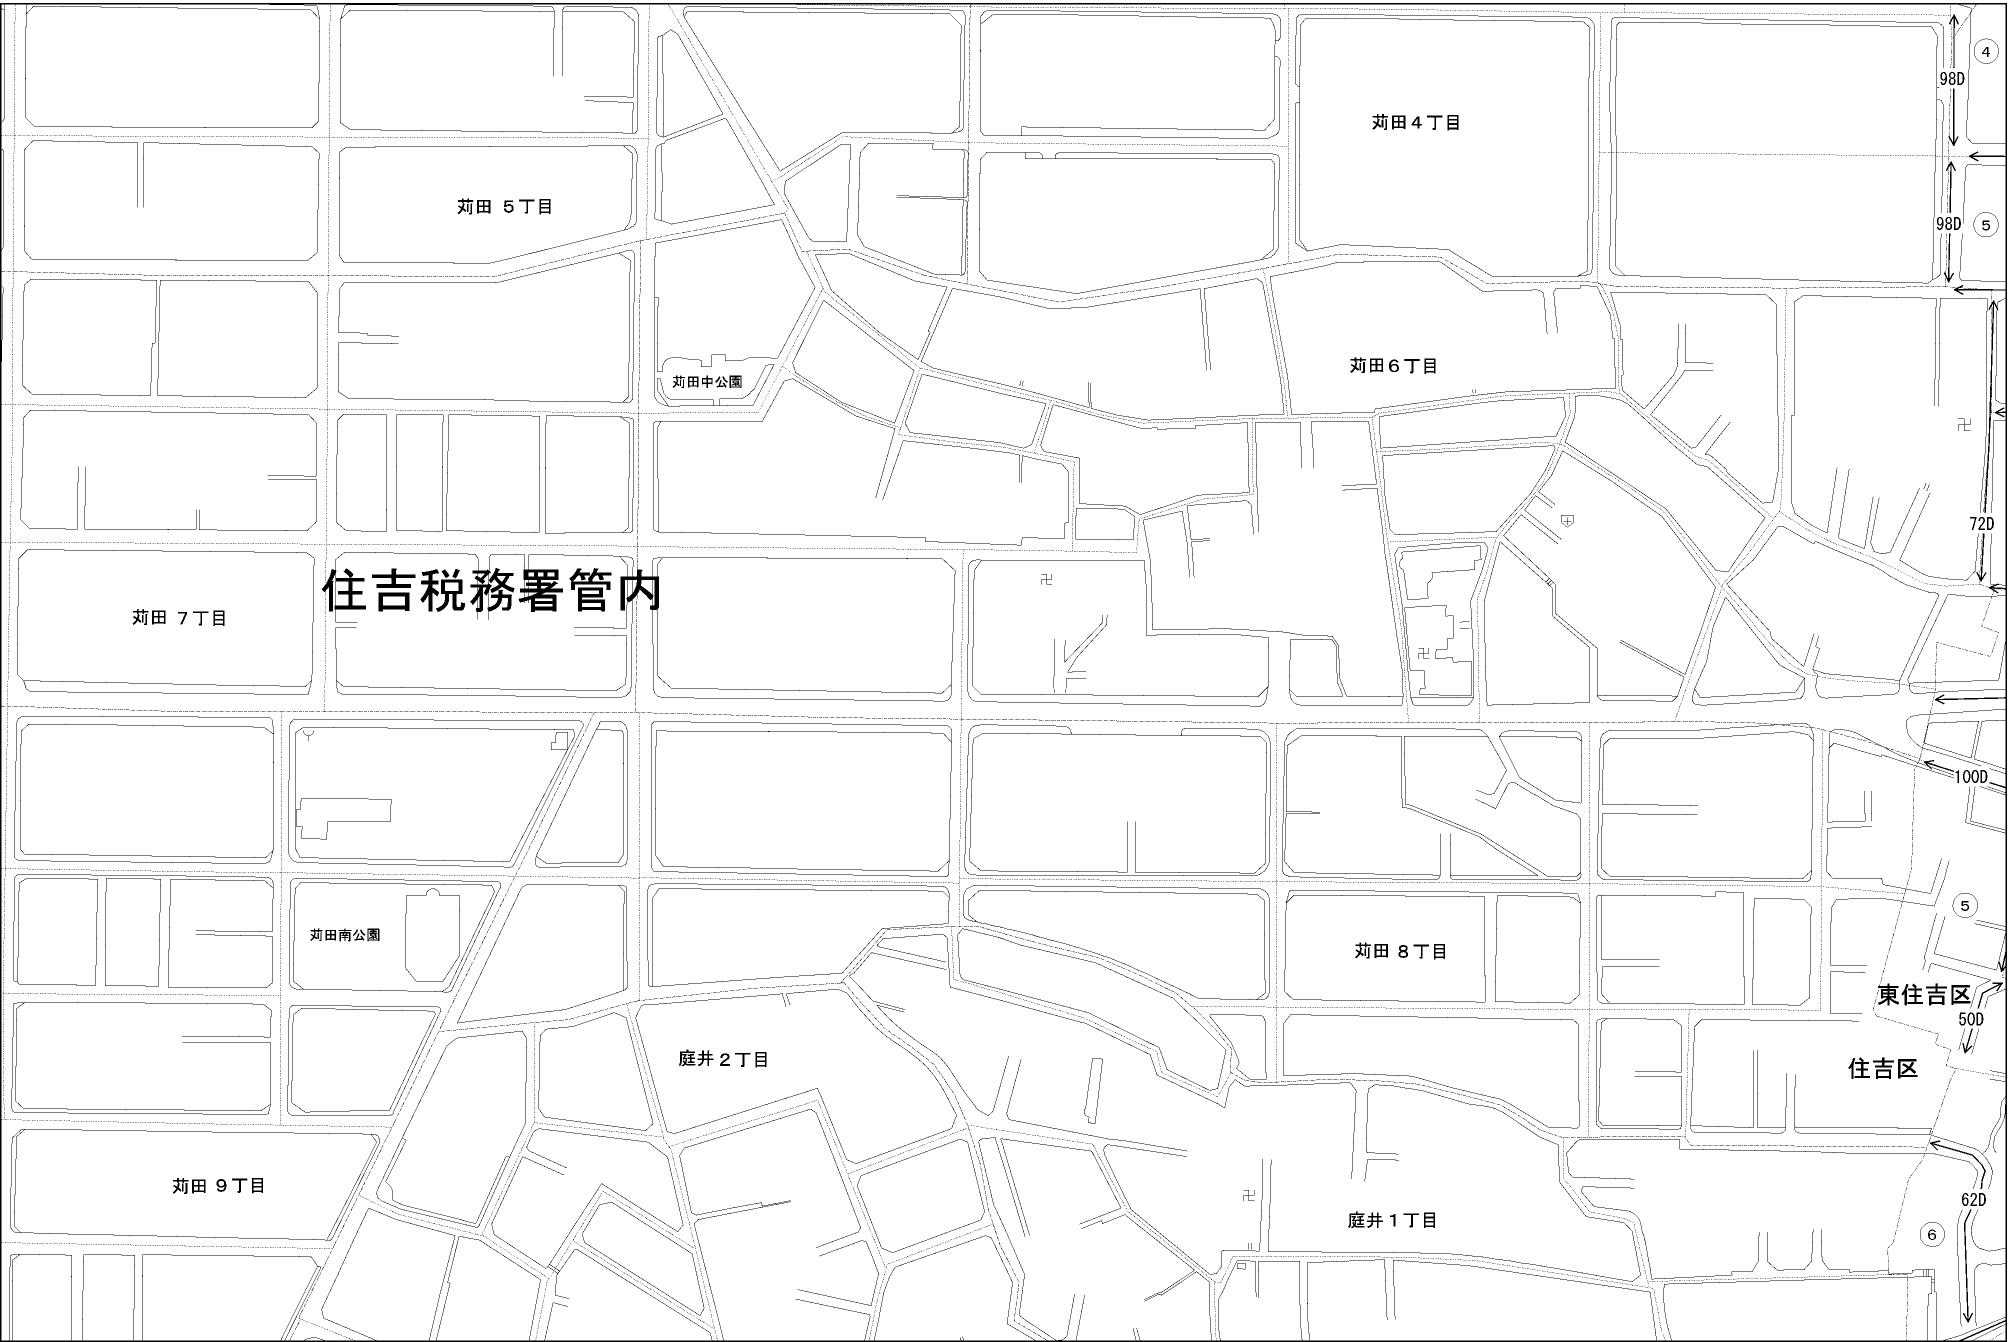 ④
98D
苅田４丁目
苅田 ５丁目
98D
⑤
苅田６丁目
苅田中公園
72D
住吉税務署管内
苅田 ７丁目
100D
⑤
苅田南公園
苅田８丁目
東住吉区
50D
庭井２丁目
住吉区
苅田 ９丁目
62D
庭井１丁目
⑥